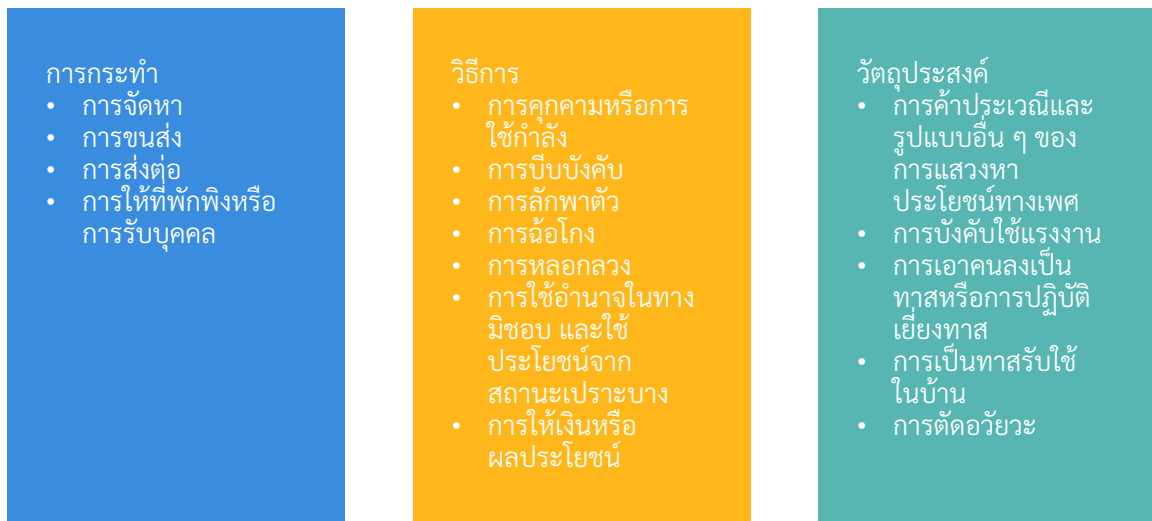 การกระทำ
• การจัดหา
• การขนส่ง
• การส่งต่อ
• การให้ที่พักพิงหรือ
การรับบุคคล
วิธีการ
• การคุกคามหรือการ
ใช้กำลัง
• การบีบบังคับ
• การลักพาตัว
• การฉ้อโกง
• การหลอกลวง
• การใช้อำนาจในทาง
มิชอบ และใช้
ประโยชน์จาก
สถานะเปราะบาง
• การให้เงินหรือ
ผลประโยชน์
วัตถุประสงค์
• การค้าประเวณีและ
รูปแบบอื่น ๆ ของ
การแสวงหา
ประโยชน์ทางเพศ
• การบังคับใช้แรงงาน
• การเอาคนลงเป็น
ทาสหรือการปฏิบัติ
เยี่ยงทาส
• การเป็นทาสรับใช้
ในบ้าน
• การตัดอวัยวะ